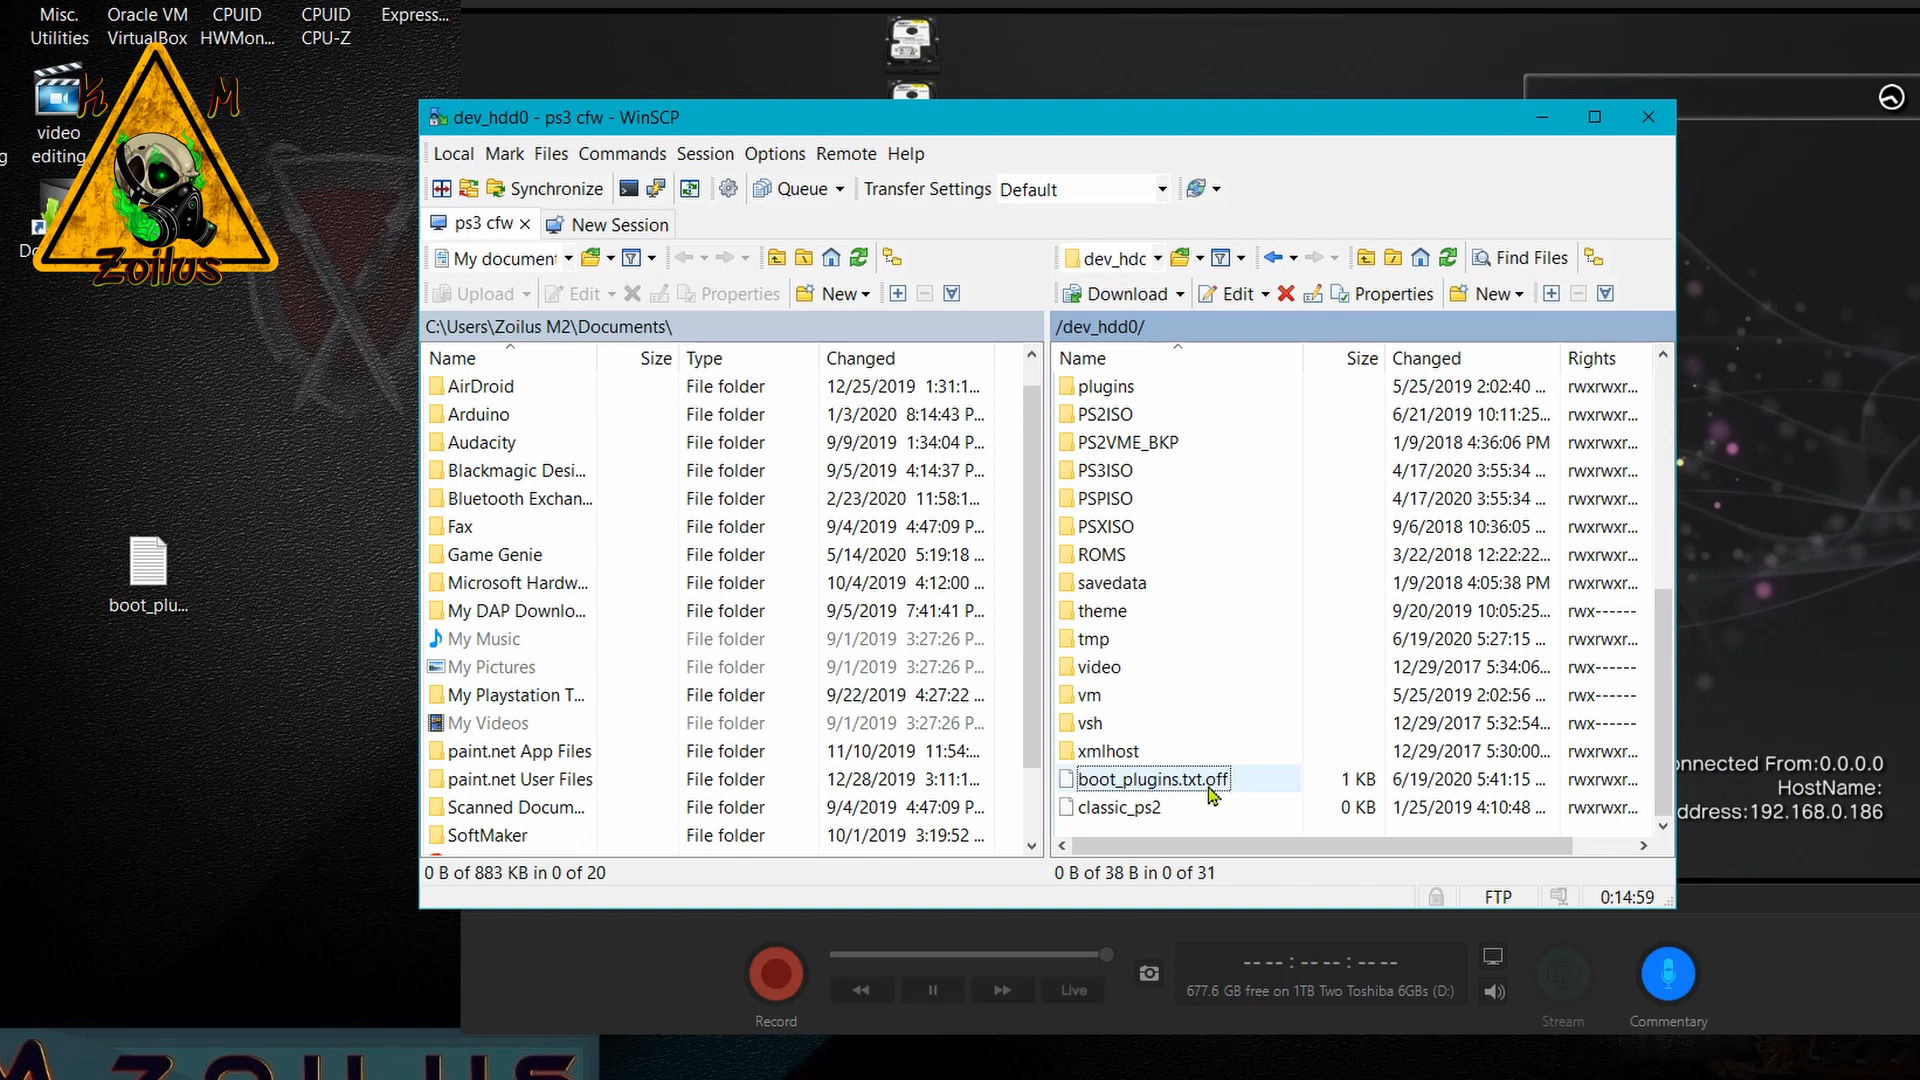 Misc. Utilities
Oracle VM VirtualBox
CPUID HWMon...
CPUID CPU-Z
Express...
video editing
M
Zoilus
boot_plu...
dev_hdd0 - ps3 cfw - WinSCP
Local Mark Files Commands Session Options Remote Help
Synchronize Queue Transfer Settings Default
ps3 cfw New Session
My document dev_hdc Find Files
Upload Edit Properties New Download Edit Properties New
C:\Users\Zoilus M2\Documents\
Name Size Type Changed
AirDroid File folder 12/25/2019 1:31:1...
Arduino File folder 1/3/2020 8:14:43 P...
Audacity File folder 9/9/2019 1:34:04 P...
Blackmagic Desi... File folder 9/5/2019 4:14:37 P...
Bluetooth Exchan... File folder 2/23/2020 11:58:1...
Fax File folder 9/4/2019 4:47:09 P...
Game Genie File folder 5/14/2020 5:19:18 ...
Microsoft Hardw... File folder 10/4/2019 4:12:00 ...
My DAP Downlo... File folder 9/5/2019 7:41:41 P...
My Music File folder 9/1/2019 3:27:26 P...
My Pictures File folder 9/1/2019 3:27:26 P...
My Playstation T... File folder 9/22/2019 4:27:22 ...
My Videos File folder 9/1/2019 3:27:26 P...
paint.net App Files File folder 11/10/2019 11:54:...
paint.net User Files File folder 12/28/2019 3:11:1...
Scanned Docum... File folder 9/4/2019 4:47:09 P...
SoftMaker File folder 10/1/2019 3:19:52 ...
0 B of 883 KB in 0 of 20
/dev_hdd0/
Name Size Changed Rights
plugins 5/25/2019 2:02:40 ... rwxrwxr...
PS2ISO 6/21/2019 10:11:25... rwxrwxr...
PS2VME_BKP 1/9/2018 4:36:06 PM rwxrwxr...
PS3ISO 4/17/2020 3:55:34 ... rwxrwxr...
PSPISO 4/17/2020 3:55:34 ... rwxrwxr...
PSXISO 9/6/2018 10:36:05 ... rwxrwxr...
ROMS 3/22/2018 12:22:22... rwxrwxr...
savedata 1/9/2018 4:05:38 PM rwxrwxr...
theme 9/20/2019 10:05:25... rwx------
tmp 6/19/2020 5:27:15 ... rwxrwxr...
video 12/29/2017 5:34:06... rwx------
vm 5/25/2019 2:02:56 ... rwx------
vsh 12/29/2017 5:32:54... rwx------
xmlhost 12/29/2017 5:30:00... rwxrwxr...
boot_plugins.txt.off 1 KB 6/19/2020 5:41:15 ... rwxrwxr...
classic_ps2 0 KB 1/25/2019 4:10:48 ... rwxrwxr...
0 B of 38 B in 0 of 31
FTP 0:14:59
nnected From:0.0.0.0
HostName:
address:192.168.0.186
Record
Live
-- -- : -- -- : -- --
677.6 GB free on 1TB Two Toshiba 6GBs (D:)
Stream
Commentary
M ZOILUS